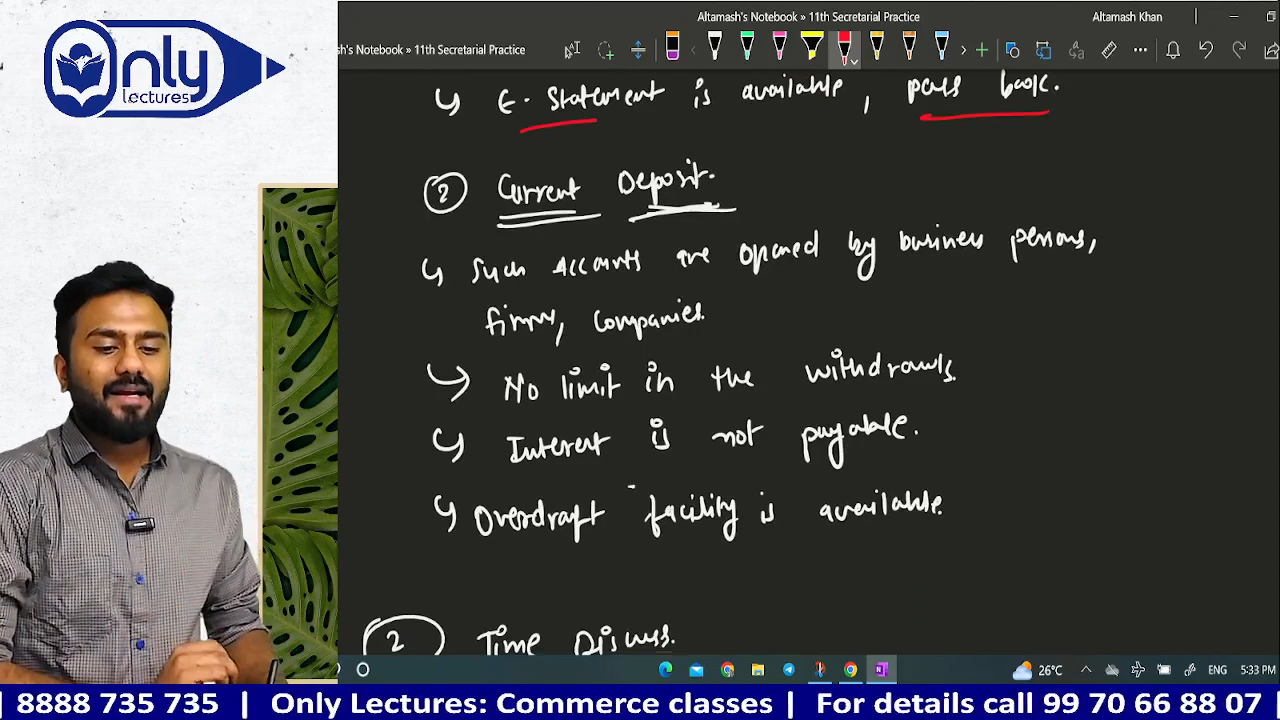 Only
Lectures
Altamash's Notebook » 11th Secretarial Practice
Altamash Khan
sh's Notebook » 11th Secretarial Practice
↳ E-Statement is available, pass book.
② Current Deposit.
↳ Such Accounts are opened by business persons,
firms, Companies.
↳ No limit in the withdrawls.
↳ Interest is not payable.
↳ Overdraft facility is available.
2 Time Discuss.
26°C
ENG
5:33 PM
8888 735 735 | Only Lectures: Commerce classes | For details call 99 70 66 88 07